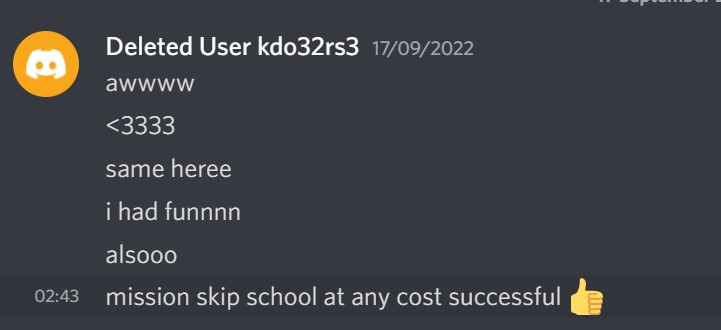 Deleted User kdo32rs3 17/09/2022
awwww
<3333
same heree
i had funnnn
alsooo
02:43 mission skip school at any cost successful 👍